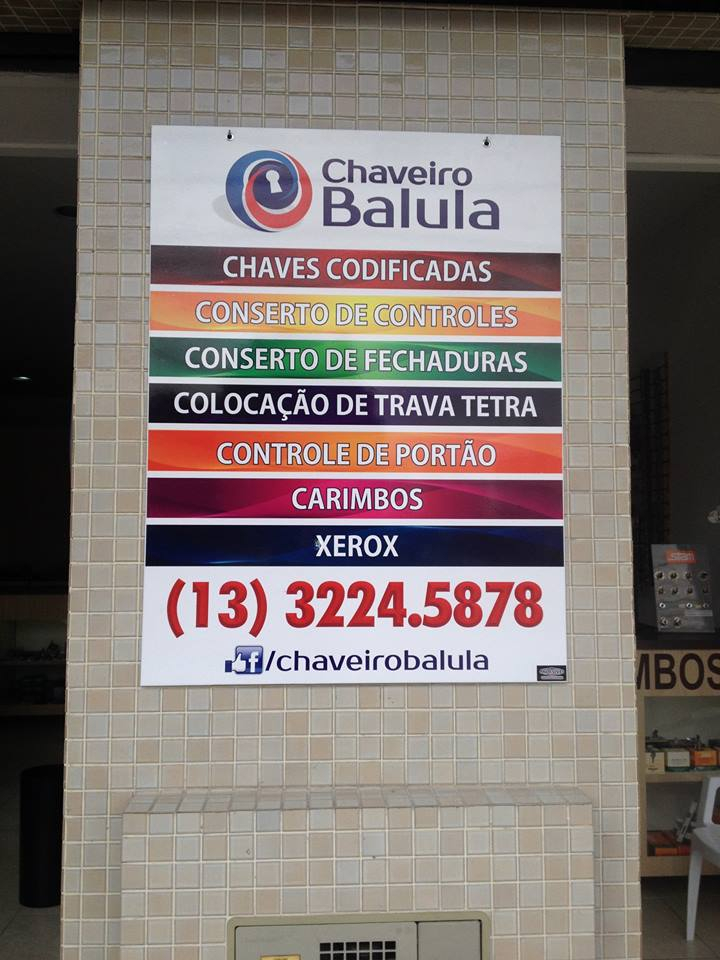 Chaveiro
Balula
CHAVES CODIFICADAS
CONSERTO DE CONTROLES
CONSERTO DE FECHADURAS
COLOCAÇÃO DE TRAVA TETRA
CONTROLE DE PORTÃO
CARIMBOS
XEROX
(13) 3224.5878
f/chaveirobalula
MBOS